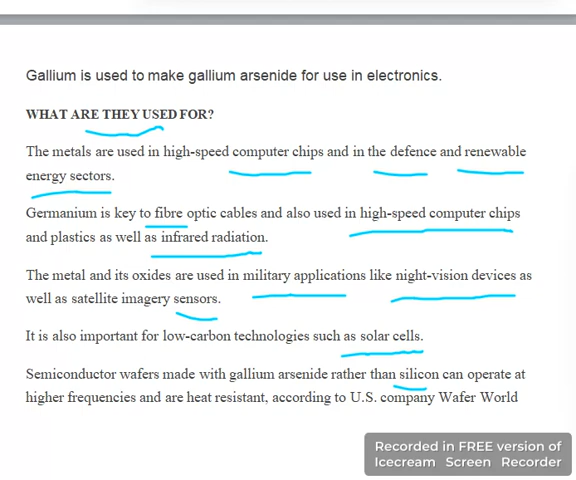 Gallium is used to make gallium arsenide for use in electronics.
WHAT ARE THEY USED FOR?
The metals are used in high-speed computer chips and in the defence and renewable
energy sectors.
Germanium is key to fibre optic cables and also used in high-speed computer chips
and plastics as well as infrared radiation.
The metal and its oxides are used in military applications like night-vision devices as
well as satellite imagery sensors.
It is also important for low-carbon technologies such as solar cells.
Semiconductor wafers made with gallium arsenide rather than silicon can operate at
higher frequencies and are heat resistant, according to U.S. company Wafer World
Recorded in FREE version of
Icecream Screen Recorder